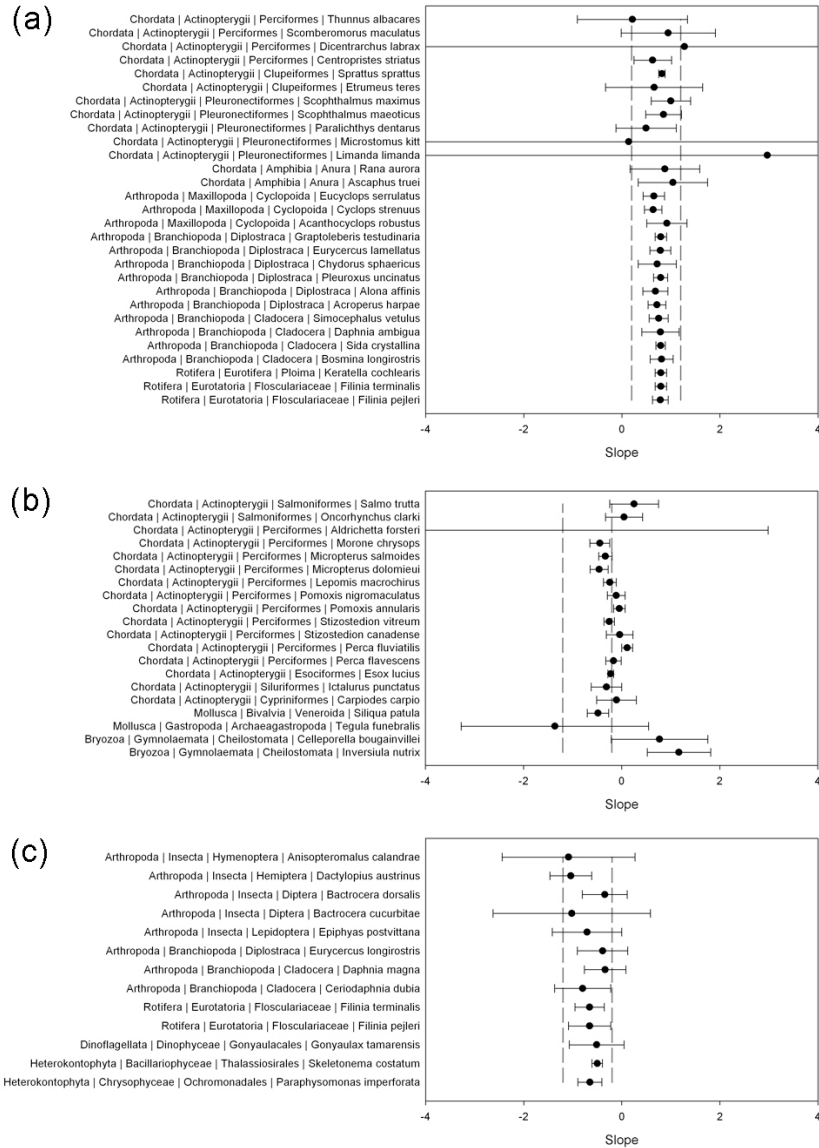 (a)
Chordata | Actinopterygii | Perciformes | Thunnus albacares
Chordata | Actinopterygii | Perciformes | Scomberomorus maculatus
Chordata | Actinopterygii | Perciformes | Dicentrarchus labrax
Chordata | Actinopterygii | Perciformes | Centropristes striatus
Chordata | Actinopterygii | Clupeiformes | Sprattus sprattus
Chordata | Actinopterygii | Clupeiformes | Etrumeus teres
Chordata | Actinopterygii | Pleuronectiformes | Scophthalmus maximus
Chordata | Actinopterygii | Pleuronectiformes | Scophthalmus maeoticus
Chordata | Actinopterygii | Pleuronectiformes | Paralichthys dentarus
Chordata | Actinopterygii | Pleuronectiformes | Microstomus kitt
Chordata | Actinopterygii | Pleuronectiformes | Limanda limanda
Chordata | Amphibia | Anura | Rana aurora
Chordata | Amphibia | Anura | Ascaphus truei
Arthropoda | Maxillopoda | Cyclopoida | Eucyclops serrulatus
Arthropoda | Maxillopoda | Cyclopoida | Cyclops strenuus
Arthropoda | Maxillopoda | Cyclopoida | Acanthocyclops robustus
Arthropoda | Branchiopoda | Diplostraca | Graptoleberis testudinaria
Arthropoda | Branchiopoda | Diplostraca | Eurycercus lamellatus
Arthropoda | Branchiopoda | Diplostraca | Chydorus sphaericus
Arthropoda | Branchiopoda | Diplostraca | Pleuroxus uncinatus
Arthropoda | Branchiopoda | Diplostraca | Alona affinis
Arthropoda | Branchiopoda | Diplostraca | Acroperus harpae
Arthropoda | Branchiopoda | Cladocera | Simocephalus vetulus
Arthropoda | Branchiopoda | Cladocera | Daphnia ambigua
Arthropoda | Branchiopoda | Cladocera | Sida crystallina
Arthropoda | Branchiopoda | Cladocera | Bosmina longirostris
Rotifera | Eurotifera | Ploima | Keratella cochlearis
Rotifera | Eurotatoria | Flosculariaceae | Filinia terminalis
Rotifera | Eurotatoria | Flosculariaceae | Filinia pejleri
-4 -2 0 2 4
Slope
(b)
Chordata | Actinopterygii | Salmoniformes | Salmo trutta
Chordata | Actinopterygii | Salmoniformes | Oncorhynchus clarki
Chordata | Actinopterygii | Perciformes | Aldrichetta forsteri
Chordata | Actinopterygii | Perciformes | Morone chrysops
Chordata | Actinopterygii | Perciformes | Micropterus salmoides
Chordata | Actinopterygii | Perciformes | Micropterus dolomieui
Chordata | Actinopterygii | Perciformes | Lepomis macrochirus
Chordata | Actinopterygii | Perciformes | Pomoxis nigromaculatus
Chordata | Actinopterygii | Perciformes | Pomoxis annularis
Chordata | Actinopterygii | Perciformes | Stizostedion vitreum
Chordata | Actinopterygii | Perciformes | Stizostedion canadense
Chordata | Actinopterygii | Perciformes | Perca fluviatilis
Chordata | Actinopterygii | Perciformes | Perca flavescens
Chordata | Actinopterygii | Esociformes | Esox lucius
Chordata | Actinopterygii | Siluriformes | Ictalurus punctatus
Chordata | Actinopterygii | Cypriniformes | Carpiodes carpio
Mollusca | Bivalvia | Veneroida | Siliqua patula
Mollusca | Gastropoda | Archaeagastropoda | Tegula funebralis
Bryozoa | Gymnolaemata | Cheilostomata | Celleporella bougainvillei
Bryozoa | Gymnolaemata | Cheilostomata | Inversiula nutrix
-4 -2 0 2 4
Slope
(c)
Arthropoda | Insecta | Hymenoptera | Anisopteromalus calandrae
Arthropoda | Insecta | Hemiptera | Dactylopius austrinus
Arthropoda | Insecta | Diptera | Bactrocera dorsalis
Arthropoda | Insecta | Diptera | Bactrocera cucurbitae
Arthropoda | Insecta | Lepidoptera | Epiphyas postvittana
Arthropoda | Branchiopoda | Diplostraca | Eurycercus longirostris
Arthropoda | Branchiopoda | Cladocera | Daphnia magna
Arthropoda | Branchiopoda | Cladocera | Ceriodaphnia dubia
Rotifera | Eurotatoria | Flosculariaceae | Filinia terminalis
Rotifera | Eurotatoria | Flosculariaceae | Filinia pejleri
Dinoflagellata | Dinophyceae | Gonyaulacales | Gonyaulax tamarensis
Heterokontophyta | Bacillariophyceae | Thalassiosirales | Skeletonema costatum
Heterokontophyta | Chrysophyceae | Ochromonadales | Paraphysomonas imperforata
-4 -2 0 2 4
Slope